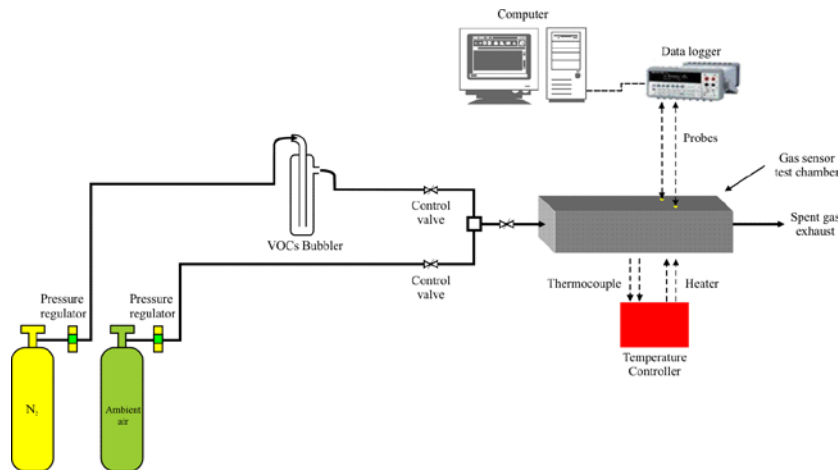 Computer
Data logger
Probes
Gas sensor
test chamber
Control
valve
Spent gas
exhaust
VOCs Bubbler
Control
valve
Thermocouple
Heater
Pressure
regulator
Pressure
regulator
Temperature
Controller
N₂
Ambient
air